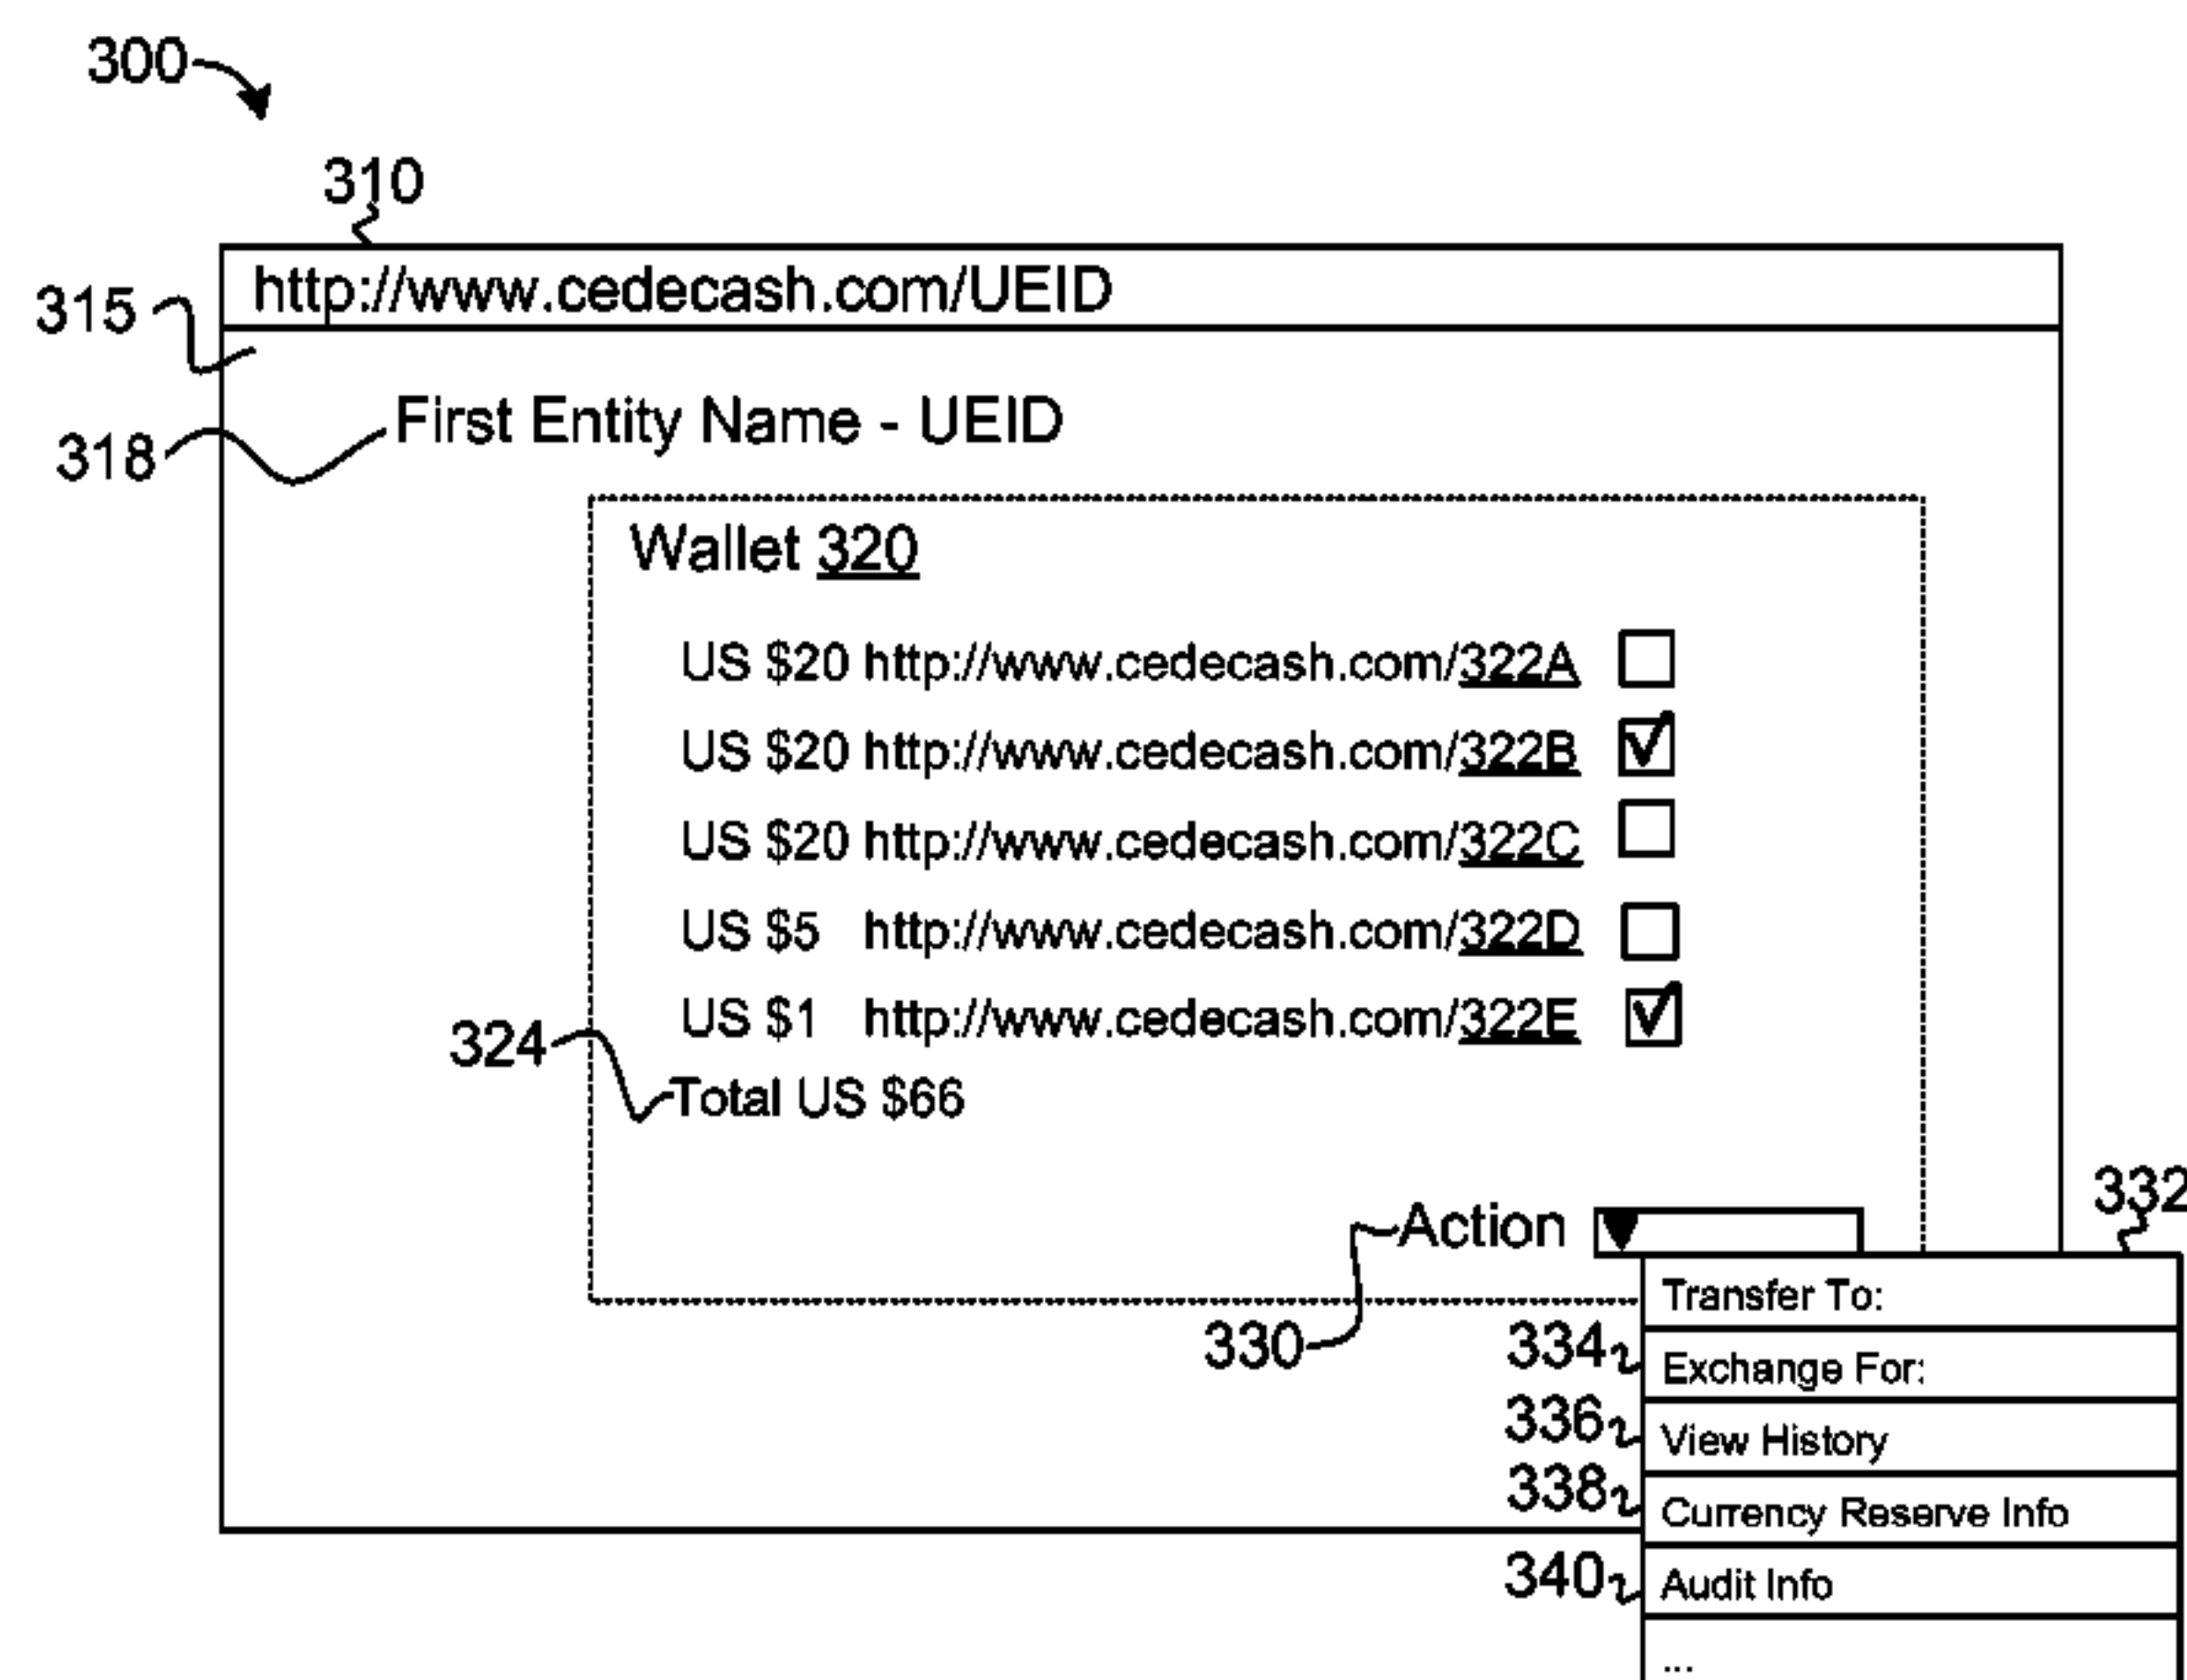 300
310
http://www.cedecash.com/UEID
315
First Entity Name - UEID
318
Wallet 320
US $20 http://www.cedecash.com/322A
US $20 http://www.cedecash.com/322B
US $20 http://www.cedecash.com/322C
US $5 http://www.cedecash.com/322D
US $1 http://www.cedecash.com/322E
324
Total US $66
332
Action
330
Transfer To:
334
Exchange For:
336
View History
338
Currency Reserve Info
340
Audit Info
...